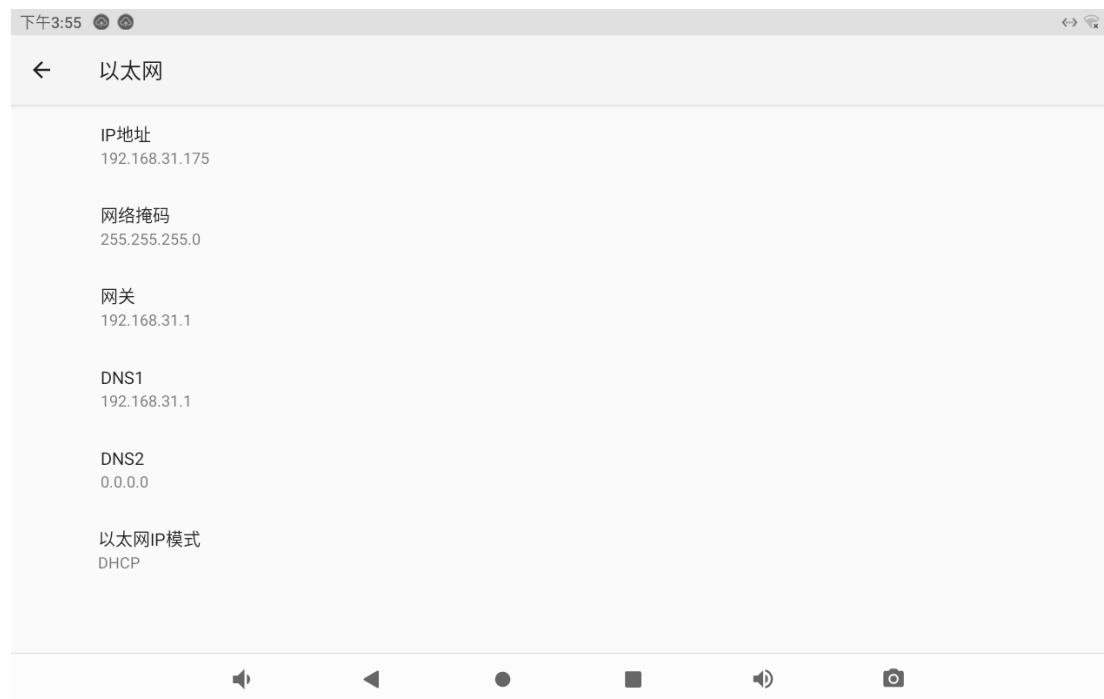 下午3:55
以太网
IP地址
192.168.31.175
网络掩码
255.255.255.0
网关
192.168.31.1
DNS1
192.168.31.1
DNS2
0.0.0.0
以太网IP模式
DHCP